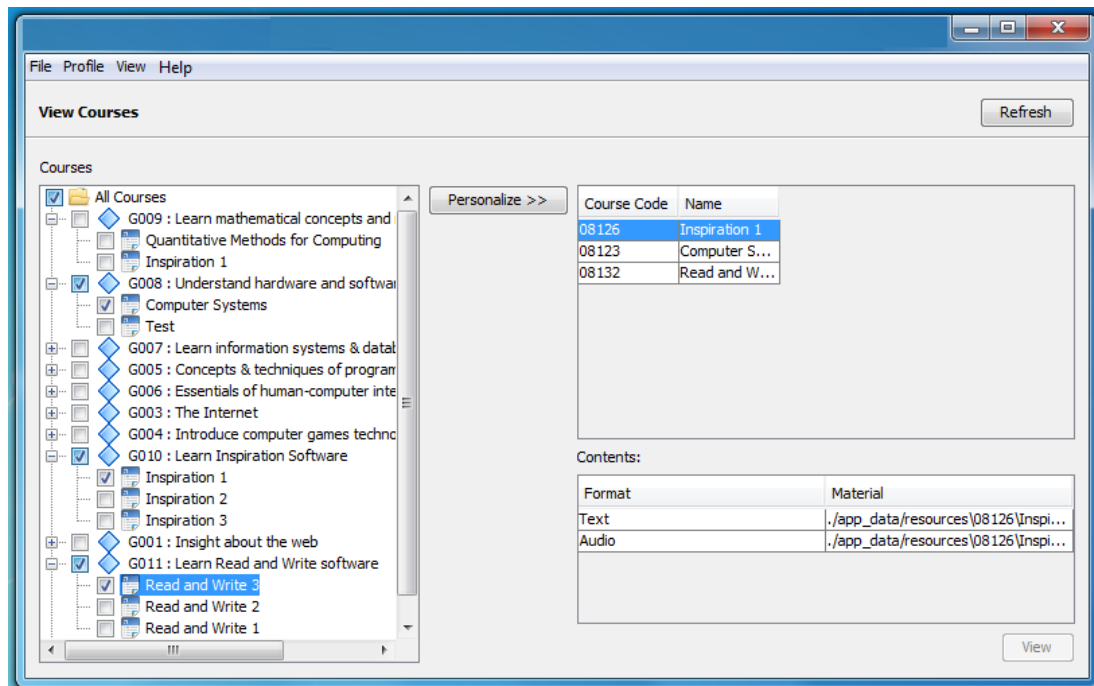 File Profile View Help
View Courses
Refresh
Courses
All Courses
G009 : Learn mathematical concepts and
Quantitative Methods for Computing
Inspiration 1
G008 : Understand hardware and softwar
Computer Systems
Test
G007 : Learn information systems & datab
G005 : Concepts & techniques of program
G006 : Essentials of human-computer inte
G003 : The Internet
G004 : Introduce computer games techno
G010 : Learn Inspiration Software
Inspiration 1
Inspiration 2
Inspiration 3
G001 : Insight about the web
G011 : Learn Read and Write software
Read and Write 3
Read and Write 2
Read and Write 1
Personalize >>
Course Code Name
08126 Inspiration 1
08123 Computer S...
08132 Read and W...
Contents:
Format Material
Text ./app_data/resources\08126\Inspi...
Audio ./app_data/resources\08126\Inspi...
View